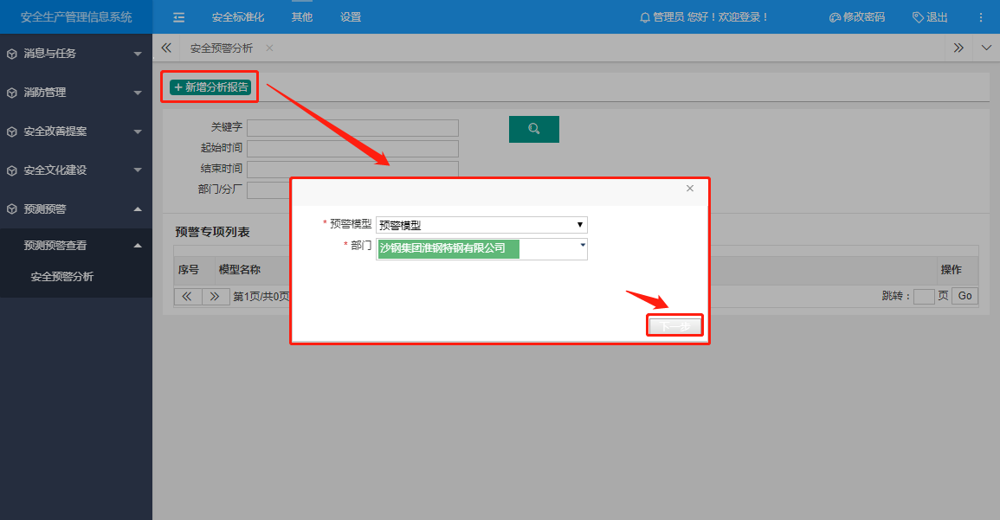 安全生产管理信息系统
安全标准化 其他 设置
管理员 您好！欢迎登录！ 修改密码 退出
消息与任务
消防管理
安全改善提案
安全文化建设
预测预警
预测预警查看
安全预警分析
安全预警分析
新增分析报告
关键字
起始时间
结束时间
部门/分厂
预警专项列表
序号 模型名称 操作
第1页/共0页
跳转： 页 Go
* 预警模型 预警模型
* 部门 沙钢集团淮钢特钢有限公司
下一步